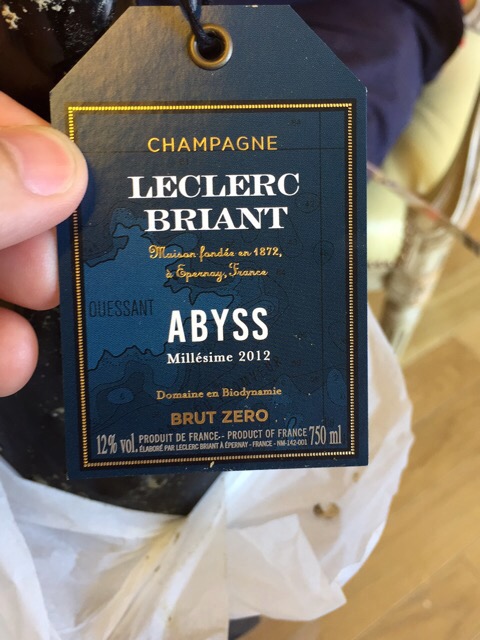 CHAMPAGNE
LECLERC
BRIANT
Maison fondée en 1872,
à Epernay, France
OUESSANT
ABYSS
Millésime 2012
Domaine en Biodynamie
BRUT ZERO
12% vol. PRODUIT DE FRANCE - PRODUCT OF FRANCE 750 ml
ÉLABORÉ PAR LECLERC BRIANT À ÉPERNAY - FRANCE - NM-142-001